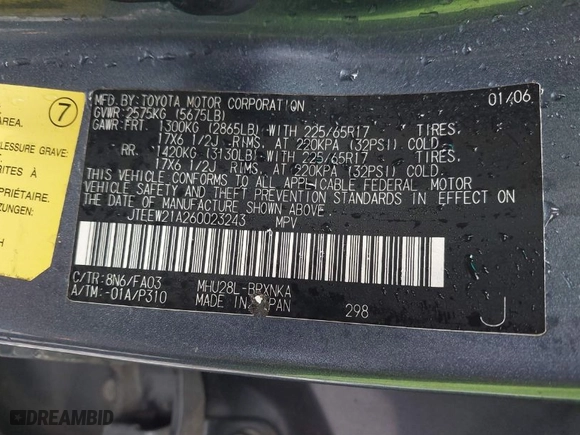 7
AREA.
LESSURE GRAVE:
ITES À
PRIÉTAIRE.
ZUNGEN:
H
MFD. BY: TOYOTA MOTOR CORPORATION 01/06
GVWR 2575KG (5675LB)
GAWR: FRT. 1300KG (2865LB) WITH 225/65R17 TIRES.
17X6 1/2J RIMS, AT 220KPA (32PSI) COLD.
RR. 1420KG (3130LB) WITH 225/65R17 TIRES.
17X6 1/2J RIMS, AT 220KPA (32PSI) COLD.
THIS VEHICLE CONFORMS TO ALL APPLICABLE FEDERAL MOTOR
VEHICLE SAFETY AND THEFT PREVENTION STANDARDS IN EFFECT ON
THE DATE OF MANUFACTURE SHOWN ABOVE.
JTEEW21A260023243 MPV
C/TR: 8N6/FA03 MHU28L-BRXNKA
A/TM: -01A/P310 MADE IN JAPAN 298 J
DREAMBID